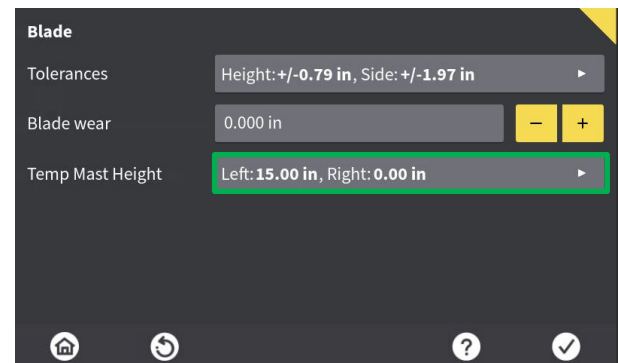 Blade
Tolerances Height:+/-0.79 in, Side:+/-1.97 in
Blade wear 0.000 in - +
Temp Mast Height Left:15.00 in, Right:0.00 in
?